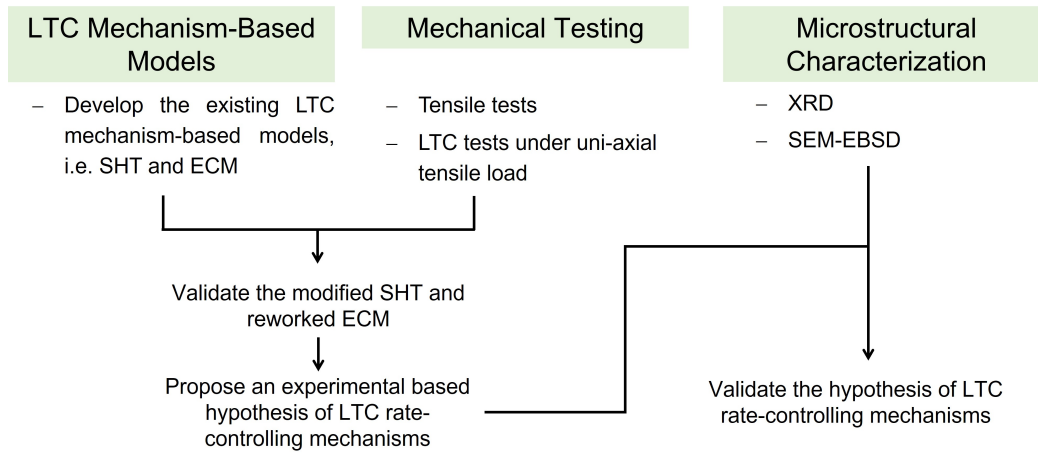 LTC Mechanism-Based
Models
– Develop the existing LTC
mechanism-based models,
i.e. SHT and ECM
Mechanical Testing
– Tensile tests
– LTC tests under uni-axial
tensile load
Microstructural
Characterization
– XRD
– SEM-EBSD
Validate the modified SHT and
reworked ECM
Propose an experimental based
hypothesis of LTC rate-
controlling mechanisms
Validate the hypothesis of LTC
rate-controlling mechanisms